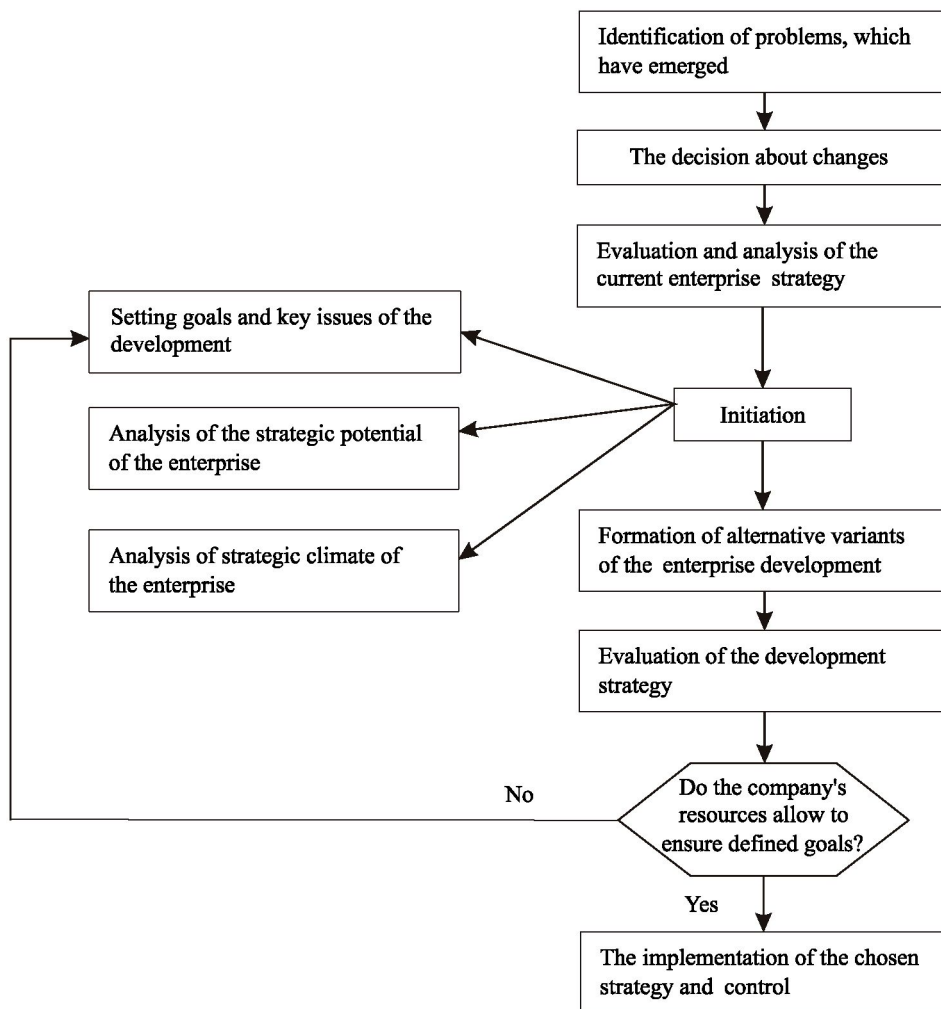 Identification of problems, which
have emerged
The decision about changes
Evaluation and analysis of the
current enterprise strategy
Setting goals and key issues of the
development
Initiation
Analysis of the strategic potential
of the enterprise
Analysis of strategic climate of
the enterprise
Formation of alternative variants
of the enterprise development
Evaluation of the development
strategy
Do the company's
resources allow to
ensure defined goals?
No
Yes
The implementation of the chosen
strategy and control